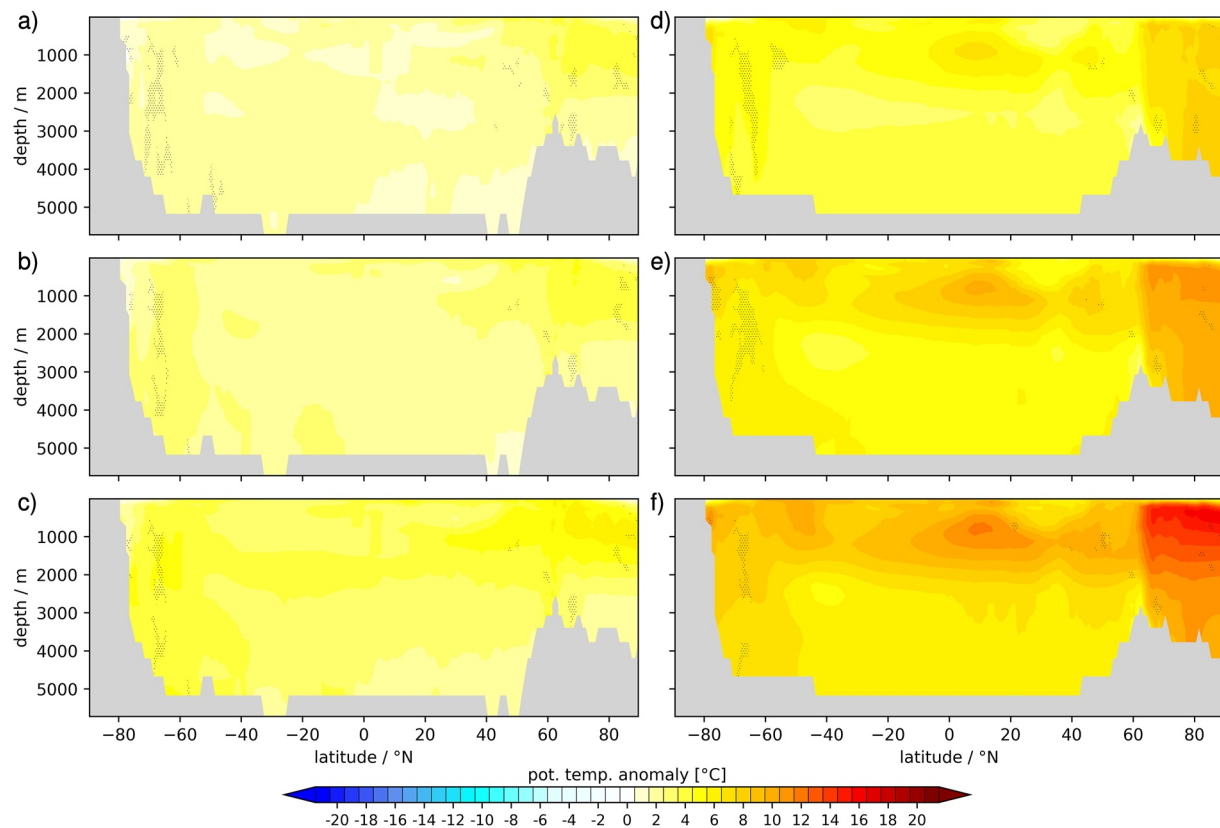 a)
d)
1000
2000
3000
4000
5000
depth / m
b)
e)
1000
2000
3000
4000
5000
depth / m
c)
f)
1000
2000
3000
4000
5000
depth / m
−80 −60 −40 −20 0 20 40 60 80
−80 −60 −40 −20 0 20 40 60 80
latitude / °N
latitude / °N
pot. temp. anomaly [°C]
-20 -18 -16 -14 -12 -10 -8 -6 -4 -2 0 2 4 6 8 10 12 14 16 18 20